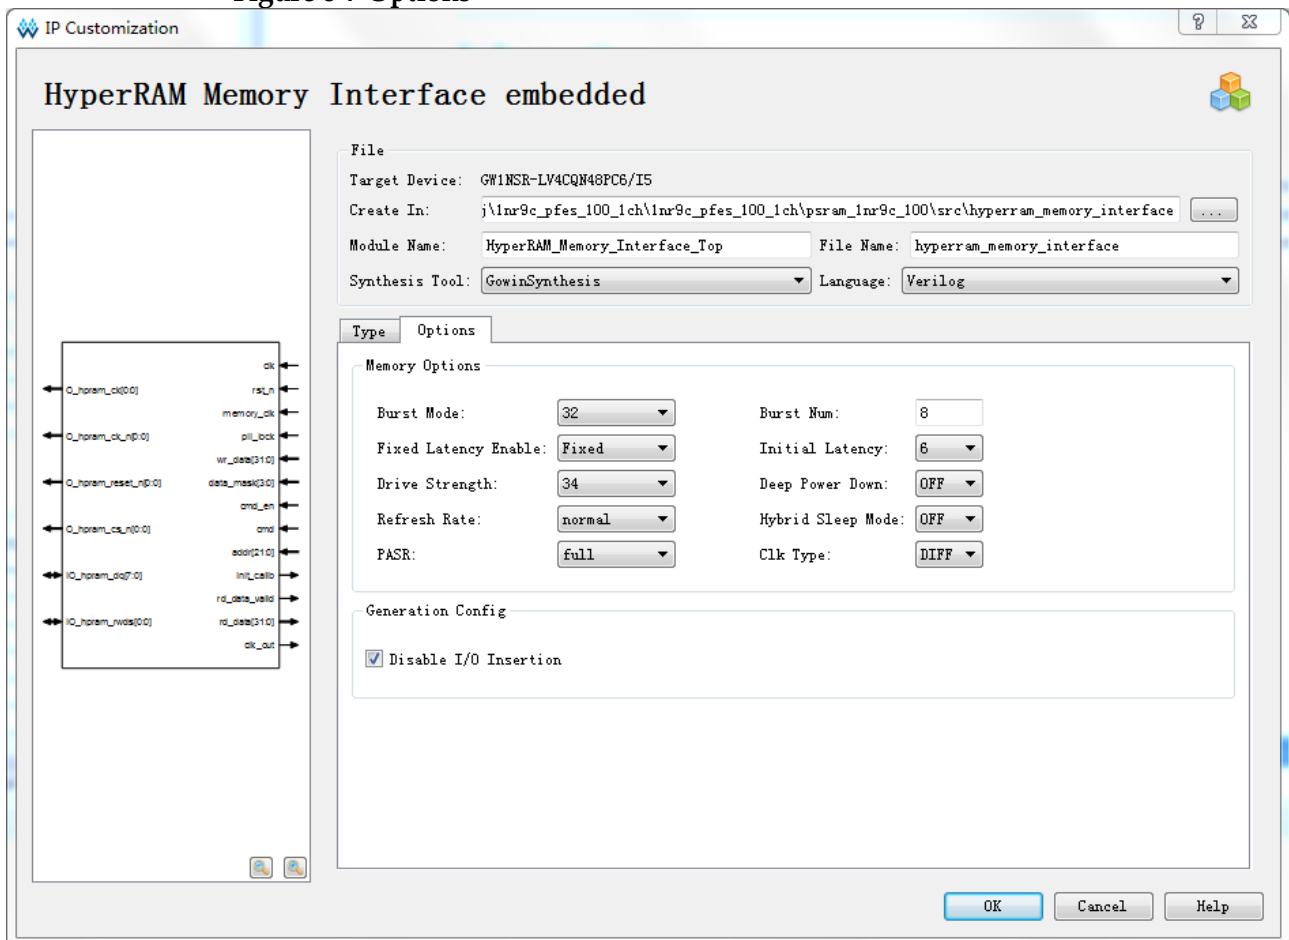 IP Customization
HyperRAM Memory Interface embedded
File
Target Device: GW1NSR-LV4CQN48PC6/I5
Create In: j\1nr9c_pfes_100_1ch\1nr9c_pfes_100_1ch\psram_1nr9c_100\src\hyperram_memory_interface ...
Module Name: HyperRAM_Memory_Interface_Top File Name: hyperram_memory_interface
Synthesis Tool: GowinSynthesis Language: Verilog
Type Options
Memory Options
Burst Mode: 32 Burst Num: 8
Fixed Latency Enable: Fixed Initial Latency: 6
Drive Strength: 34 Deep Power Down: OFF
Refresh Rate: normal Hybrid Sleep Mode: OFF
PASR: full Clk Type: DIFF
Generation Config
Disable I/O Insertion
clk
O_hpram_ck[0:0] rst_n
memory_clk
O_hpram_ck_n[0:0] pll_lock
wr_data[31:0]
O_hpram_reset_n[0:0] data_mask[3:0]
cmd_en
O_hpram_cs_n[0:0] cmd
addr[21:0]
IO_hpram_dq[7:0] init_calib
rd_data_valid
IO_hpram_rwds[0:0] rd_data[31:0]
clk_out
OK Cancel Help